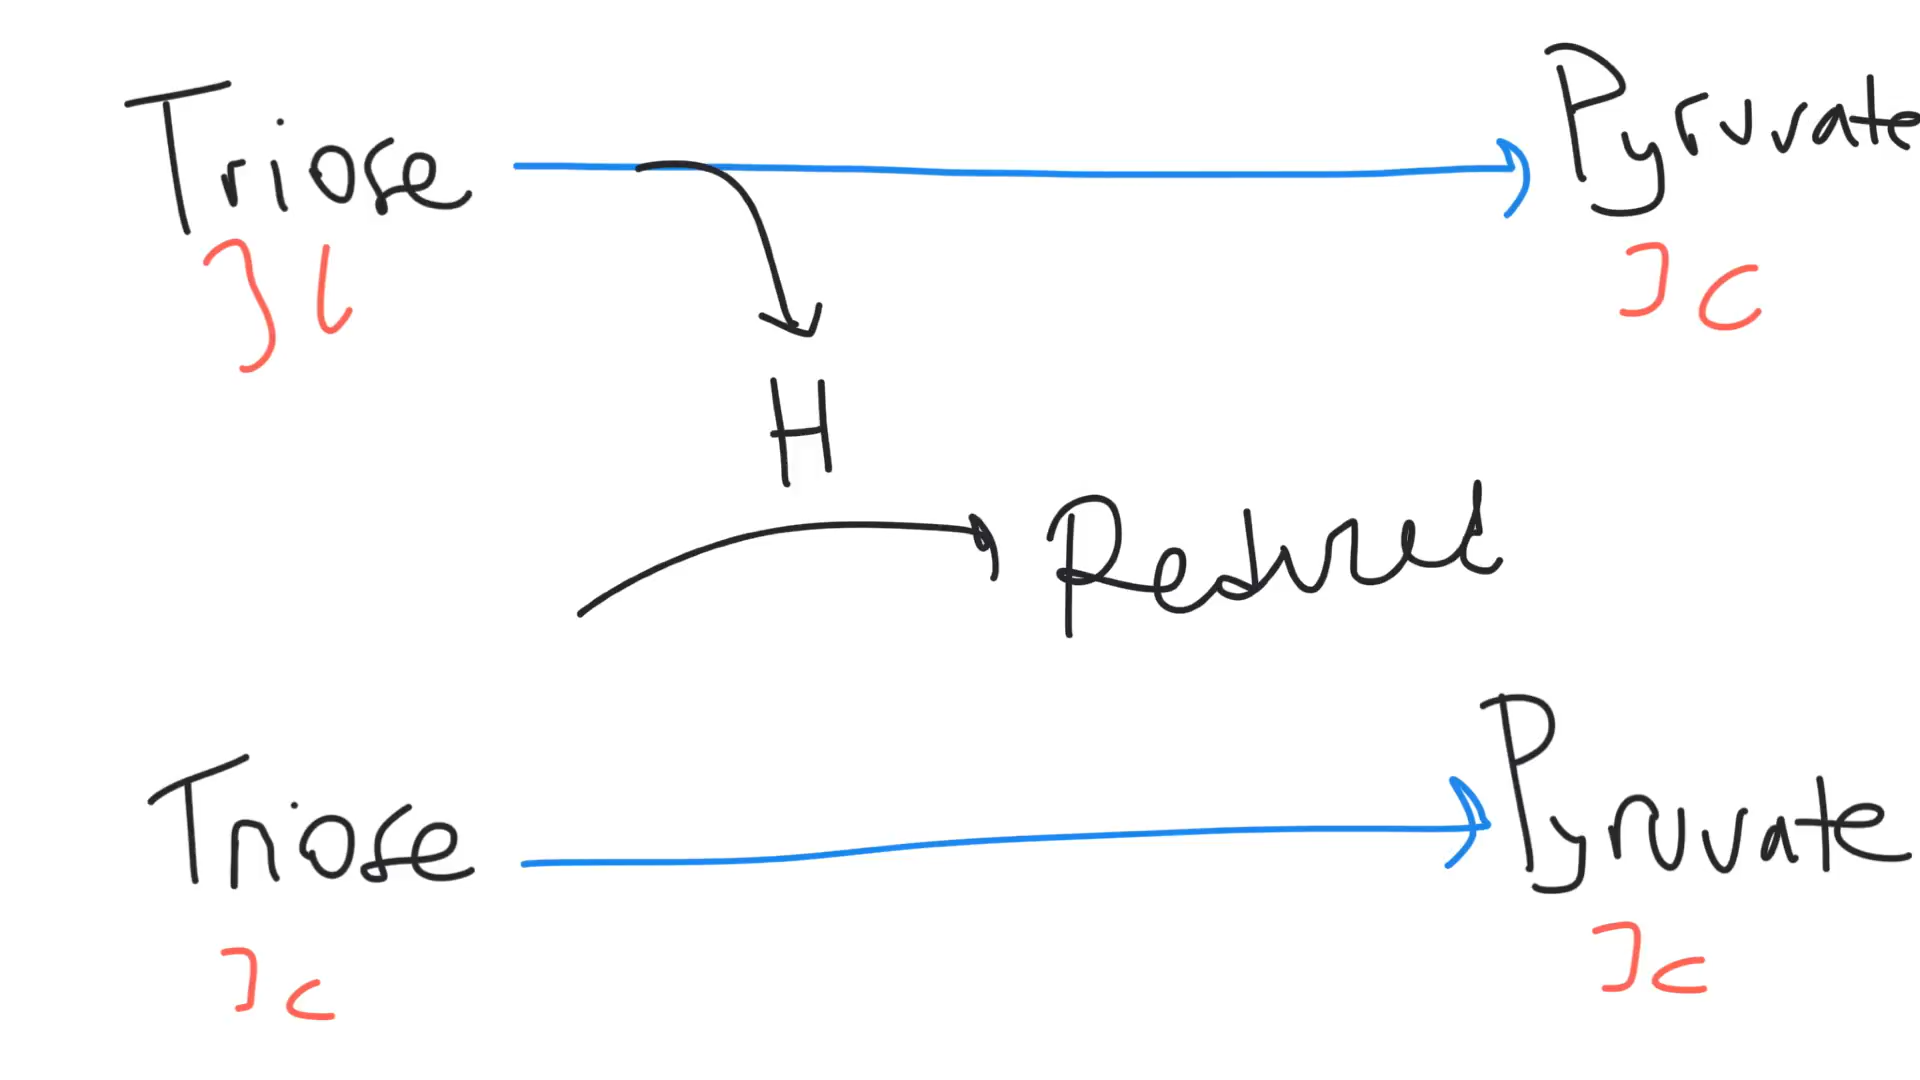 Triose Pyruvate
3C 3C
H
Reduced
Triose Pyruvate
3C 3C